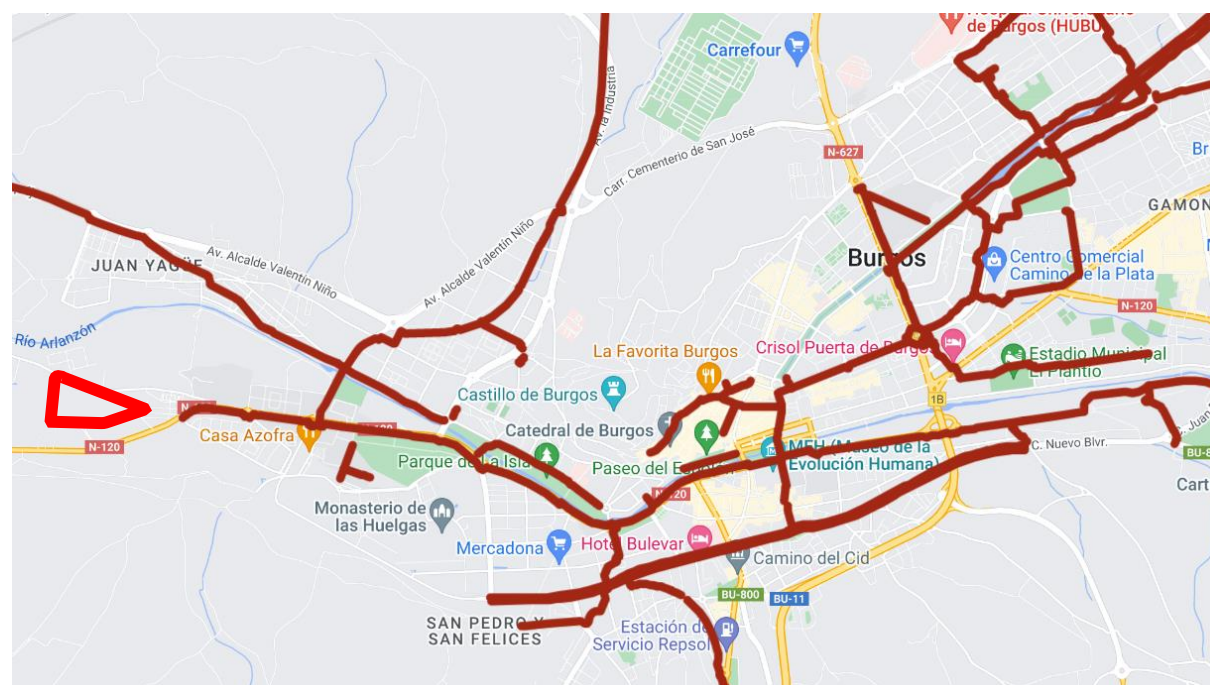 de Burgos (HUBU)
Carrefour
Av. la Industria
Carr. Cementerio de San José
N-627
GAMON
JUAN YAGÜE
Av. Alcalde Valentín Niño
Av. Alcalde Valentín Niño
Burgos
Centro Comercial
Camino de la Plata
N-120
Río Arlanzón
La Favorita Burgos
Crisol Puerta de Burgos
Estadio Municipal
El Plantío
Castillo de Burgos
1B
N-120
Casa Azofra
Catedral de Burgos
C. Nuevo Blvr.
S. Juan
BU-8
Parque de La Isla
Paseo del Espolón
MEH (Museo de la
Evolución Humana)
Cart
Monasterio de
las Huelgas
N-120
Mercadona
Hotel Bulevar
Camino del Cid
BU-800
BU-11
SAN PEDRO Y
SAN FELICES
Estación de
Servicio Repsol